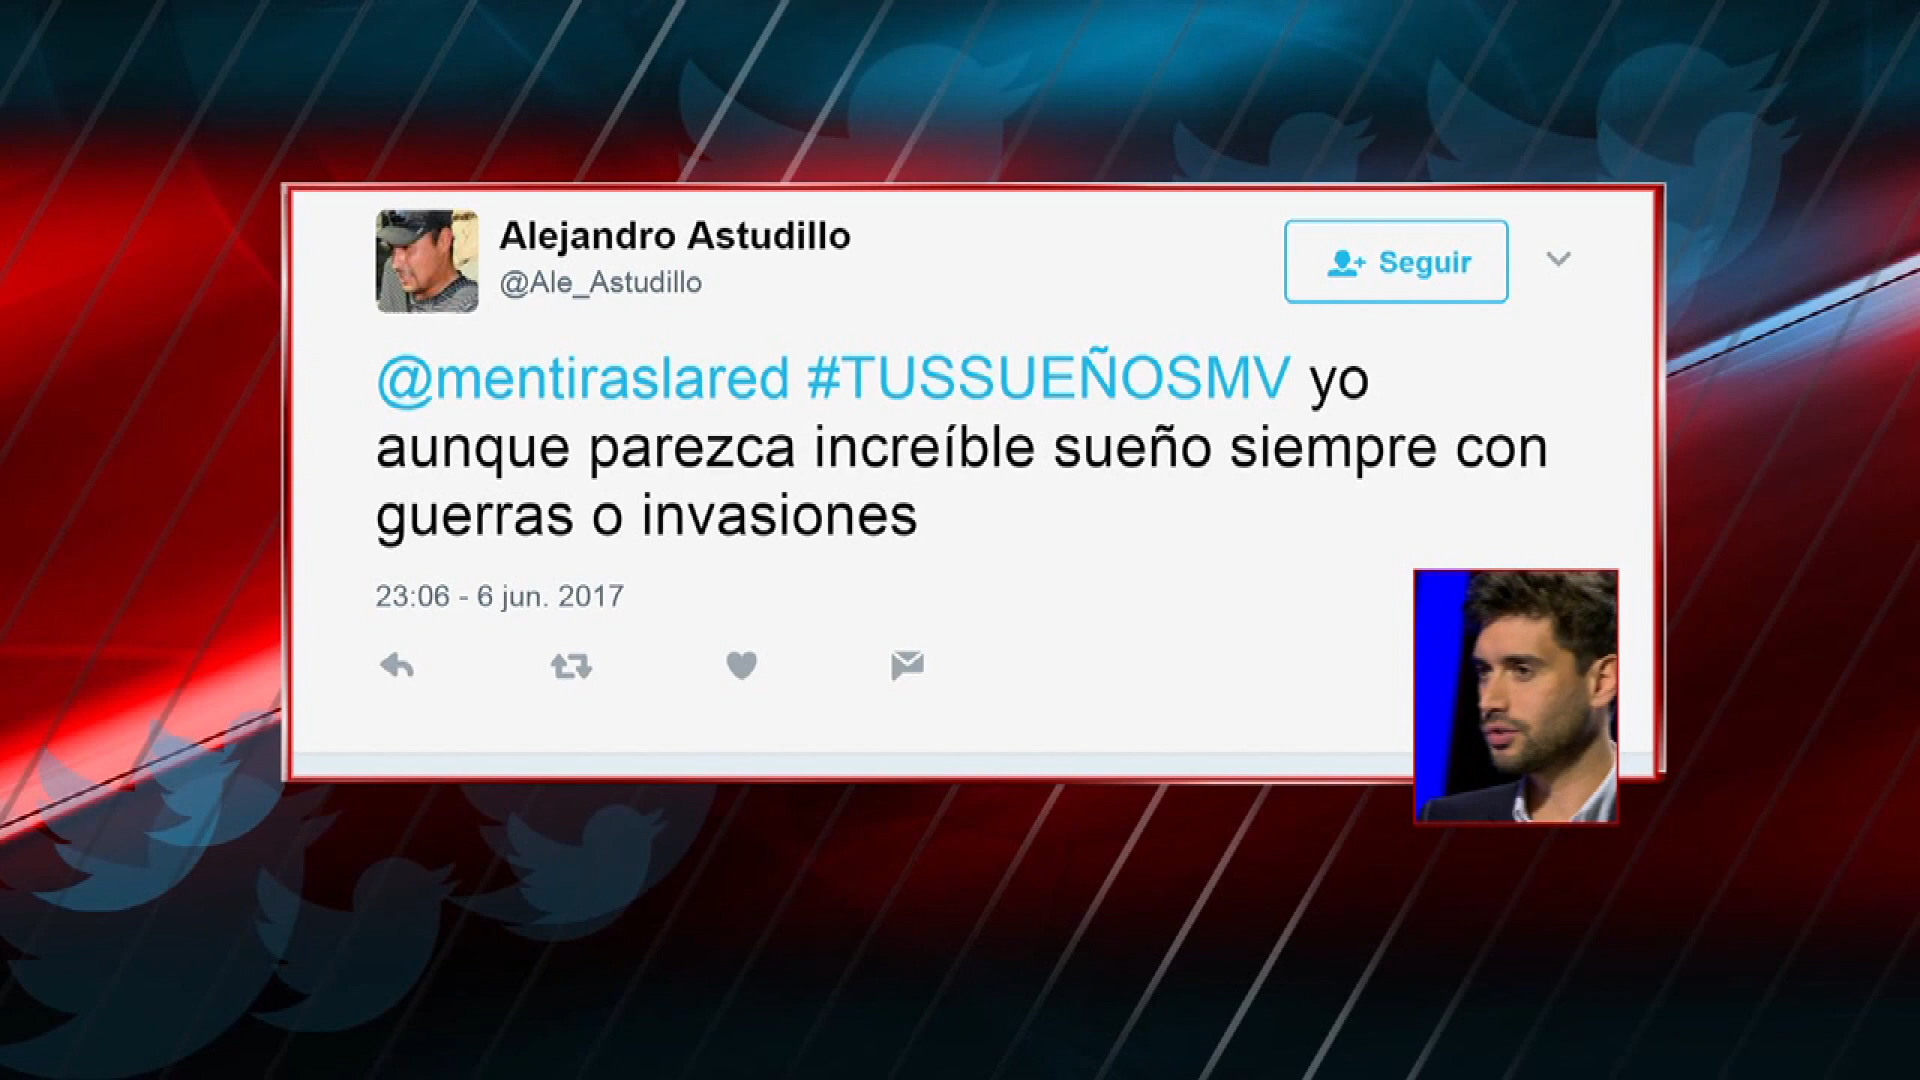 Alejandro Astudillo
@Ale_Astudillo
Seguir
@mentiraslared #TUSSUEÑOSMV yo
aunque parezca increíble sueño siempre con
guerras o invasiones
23:06 - 6 jun. 2017